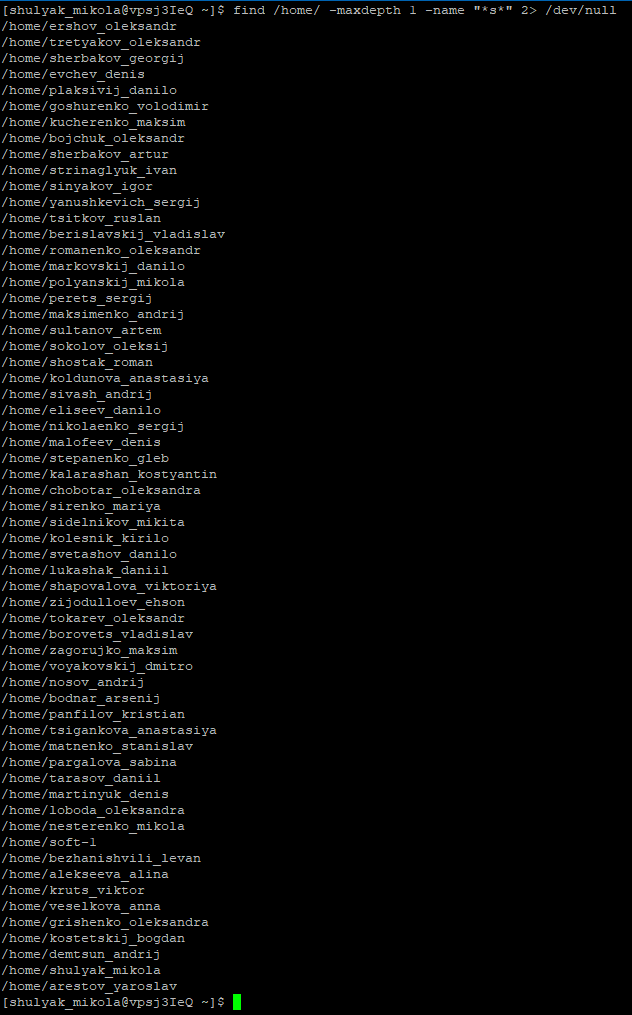 [shulyak_mikola@vpsj3IeQ ~]$ find /home/ -maxdepth 1 -name "*s*" 2> /dev/null
/home/ershov_oleksandr
/home/tretyakov_oleksandr
/home/sherbakov_georgij
/home/evchev_denis
/home/plaksivij_danilo
/home/goshurenko_volodimir
/home/kucherenko_maksim
/home/bojchuk_oleksandr
/home/sherbakov_artur
/home/strinaglyuk_ivan
/home/sinyakov_igor
/home/yanushkevich_sergij
/home/tsitkov_ruslan
/home/berislavskij_vladislav
/home/romanenko_oleksandr
/home/markovskij_danilo
/home/polyanskij_mikola
/home/perets_sergij
/home/maksimenko_andrij
/home/sultanov_artem
/home/sokolov_oleksij
/home/shostak_roman
/home/koldunova_anastasiya
/home/sivash_andrij
/home/eliseev_danilo
/home/nikolaenko_sergij
/home/malofeev_denis
/home/stepanenko_gleb
/home/kalarashan_kostyantin
/home/chobotar_oleksandra
/home/sirenko_mariya
/home/sidelnikov_mikita
/home/kolesnik_kirilo
/home/svetashov_danilo
/home/lukashak_daniil
/home/shapovalova_viktoriya
/home/zijodulloev_ehson
/home/tokarev_oleksandr
/home/borovets_vladislav
/home/zagorujko_maksim
/home/voyakovskij_dmitro
/home/nosov_andrij
/home/bodnar_arsenij
/home/panfilov_kristian
/home/tsigankova_anastasiya
/home/matnenko_stanislav
/home/pargalova_sabina
/home/tarasov_daniil
/home/martinyuk_denis
/home/loboda_oleksandra
/home/nesterenko_mikola
/home/soft-1
/home/bezhanishvili_levan
/home/alekseeva_alina
/home/kruts_viktor
/home/veselkova_anna
/home/grishenko_oleksandra
/home/kostetskij_bogdan
/home/demtsun_andrij
/home/shulyak_mikola
/home/arestov_yaroslav
[shulyak_mikola@vpsj3IeQ ~]$